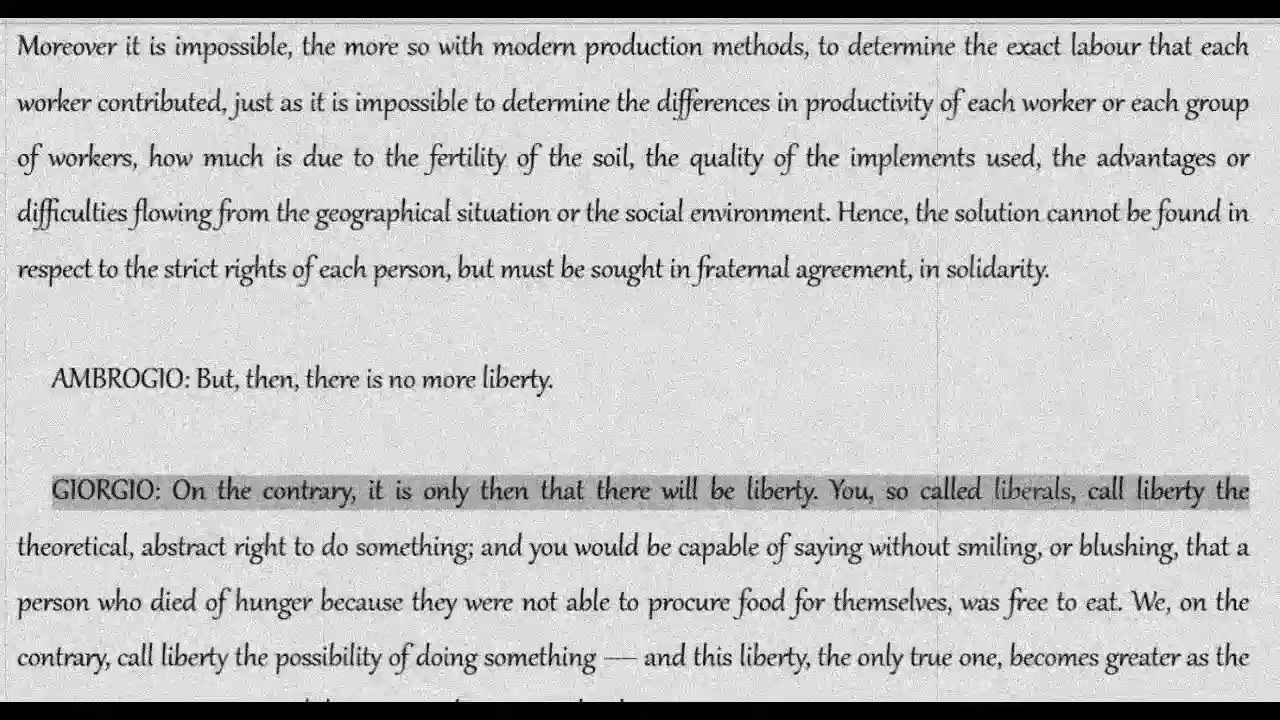 Moreover it is impossible, the more so with modern production methods, to determine the exact labour that each
worker contributed, just as it is impossible to determine the differences in productivity of each worker or each group
of workers, how much is due to the fertility of the soil, the quality of the implements used, the advantages or
difficulties flowing from the geographical situation or the social environment. Hence, the solution cannot be found in
respect to the strict rights of each person, but must be sought in fraternal agreement, in solidarity.
AMBROGIO: But, then, there is no more liberty.
GIORGIO: On the contrary, it is only then that there will be liberty. You, so called liberals, call liberty the
theoretical, abstract right to do something; and you would be capable of saying without smiling, or blushing, that a
person who died of hunger because they were not able to procure food for themselves, was free to eat. We, on the
contrary, call liberty the possibility of doing something — and this liberty, the only true one, becomes greater as the